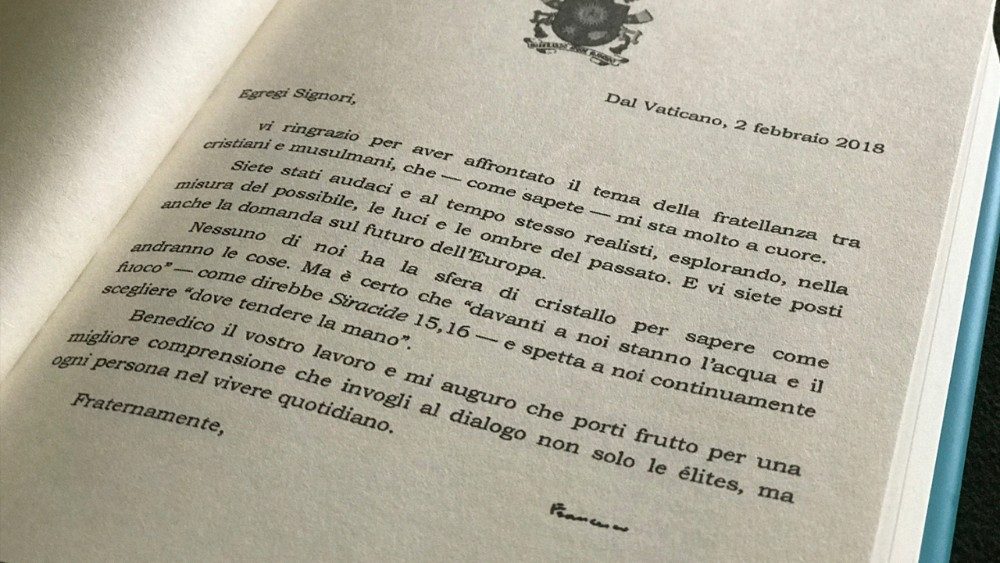 Dal Vaticano, 2 febbraio 2018
Egregi Signori,
vi ringrazio per aver affrontato il tema della fratellanza tra
cristiani e musulmani, che — come sapete — mi sta molto a cuore.
Siete stati audaci e al tempo stesso realisti, esplorando, nella
misura del possibile, le luci e le ombre del passato. E vi siete posti
anche la domanda sul futuro dell'Europa.
Nessuno di noi ha la sfera di cristallo per sapere come
andranno le cose. Ma è certo che “davanti a noi stanno l'acqua e il
fuoco” — come direbbe Siracide 15,16 — e spetta a noi continuamente
scegliere “dove tendere la mano”.
Benedico il vostro lavoro e mi auguro che porti frutto per una
migliore comprensione che invogli al dialogo non solo le élites, ma
ogni persona nel vivere quotidiano.
Fraternamente,
Francesco